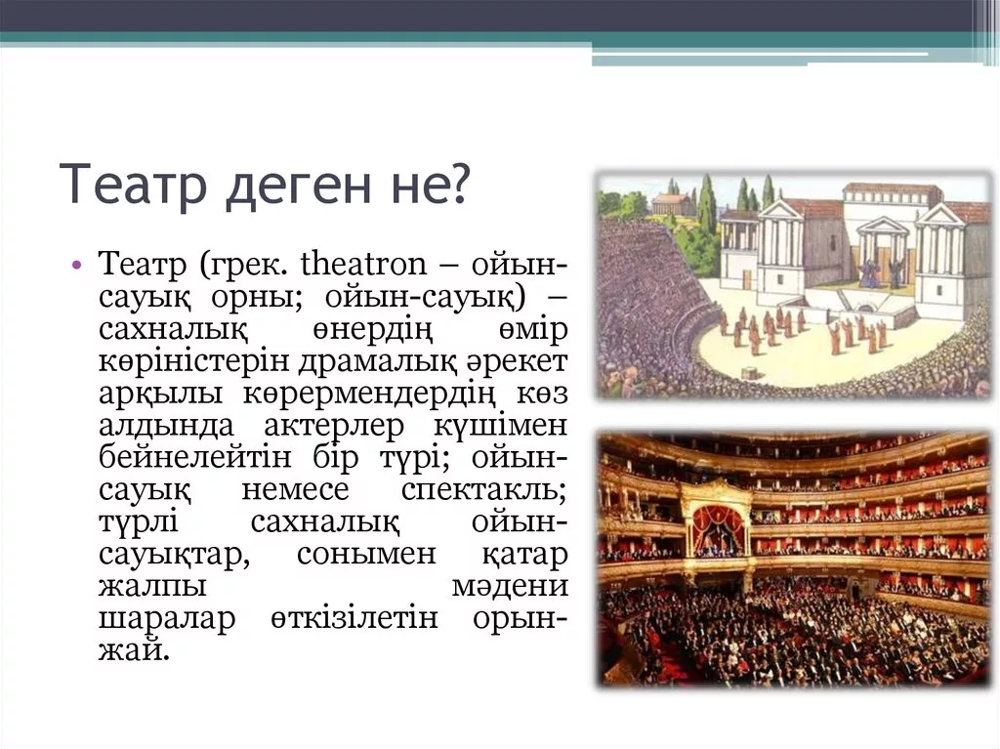 Театр деген не?
• Театр (грек. theatron – ойын-
сауық орны; ойын-сауық) –
сахналық өнердің өмір
көріністерін драмалық әрекет
арқылы көрермендердің көз
алдында актерлер күшімен
бейнелейтін бір түрі; ойын-
сауық немесе спектакль;
түрлі сахналық ойын-
сауықтар, сонымен қатар
жалпы мәдени
шаралар өткізілетін орын-
жай.